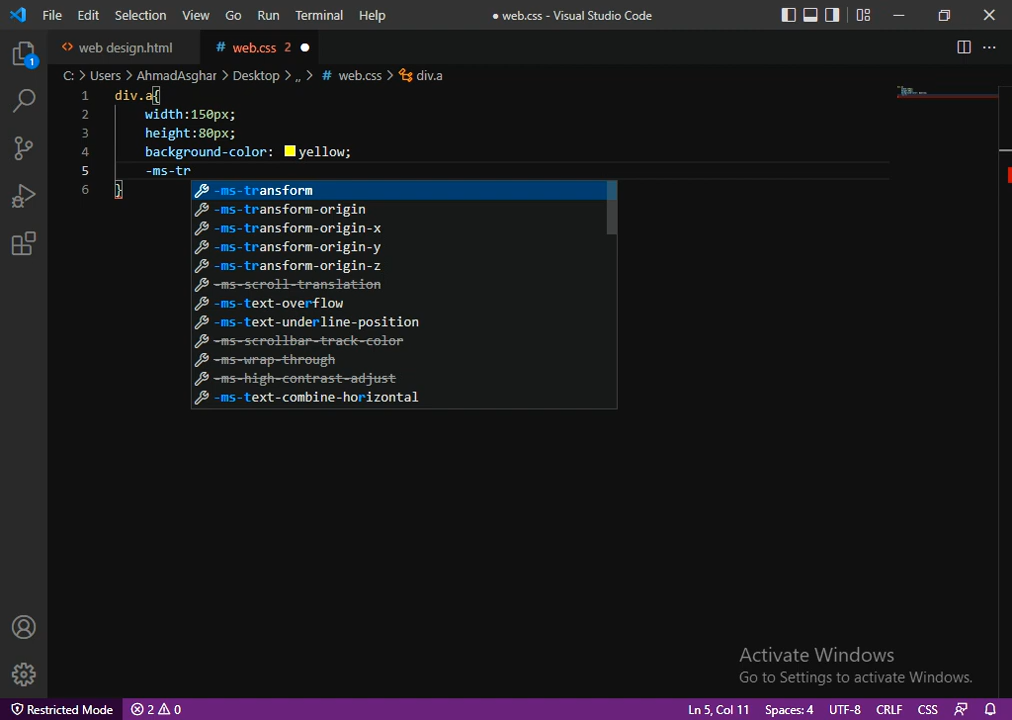 File Edit Selection View Go Run Terminal Help ● web.css - Visual Studio Code
1 <> web design.html # web.css 2 ●
C: > Users > AhmadAsghar > Desktop > ,, > # web.css > div.a
1 div.a{
2 width:150px;
3 height:80px;
4 background-color: yellow;
5 -ms-tr
6 }
-ms-transform
-ms-transform-origin
-ms-transform-origin-x
-ms-transform-origin-y
-ms-transform-origin-z
-ms-scroll-translation
-ms-text-overflow
-ms-text-underline-position
-ms-scrollbar-track-color
-ms-wrap-through
-ms-high-contrast-adjust
-ms-text-combine-horizontal
Activate Windows
Go to Settings to activate Windows.
Restricted Mode 2 0 Ln 5, Col 11 Spaces: 4 UTF-8 CRLF CSS